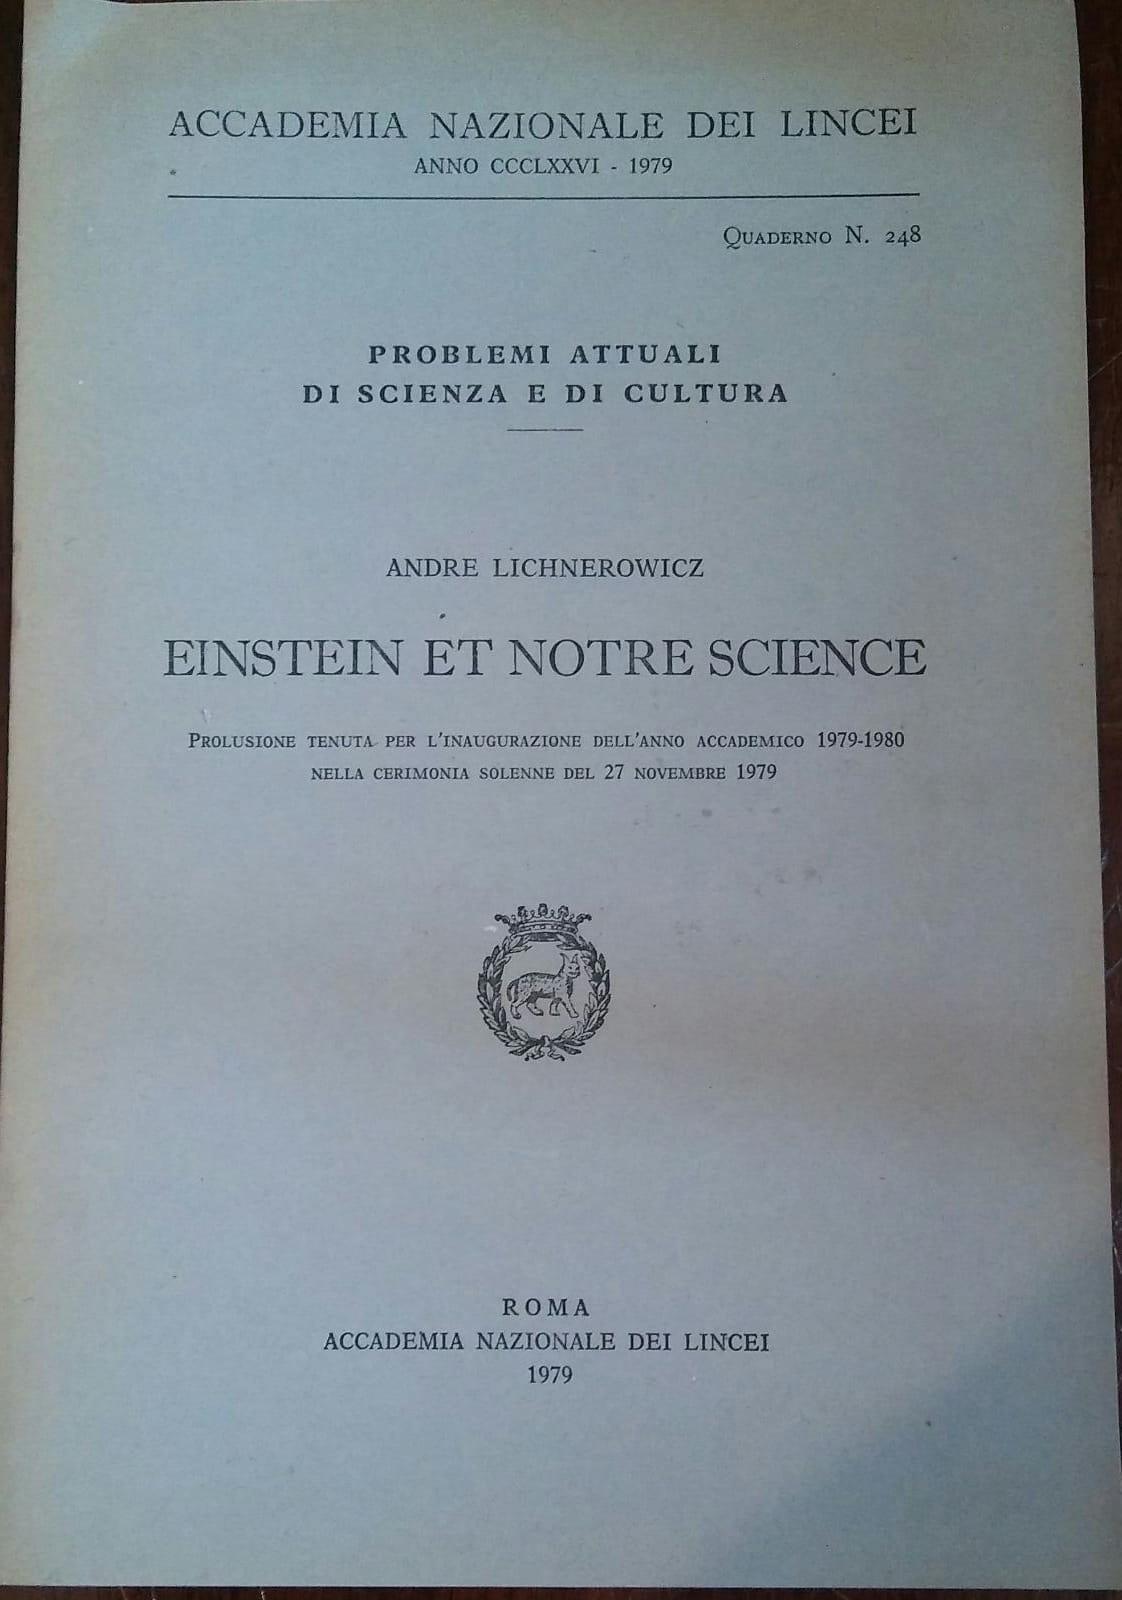 ACCADEMIA NAZIONALE DEI LINCEI
ANNO CCCLXXVI - 1979
QUADERNO N. 248
PROBLEMI ATTUALI
DI SCIENZA E DI CULTURA
ANDRE LICHNEROWICZ
EINSTEIN ET NOTRE SCIENCE
PROLUSIONE TENUTA PER L'INAUGURAZIONE DELL'ANNO ACCADEMICO 1979-1980
NELLA CERIMONIA SOLENNE DEL 27 NOVEMBRE 1979
ROMA
ACCADEMIA NAZIONALE DEI LINCEI
1979